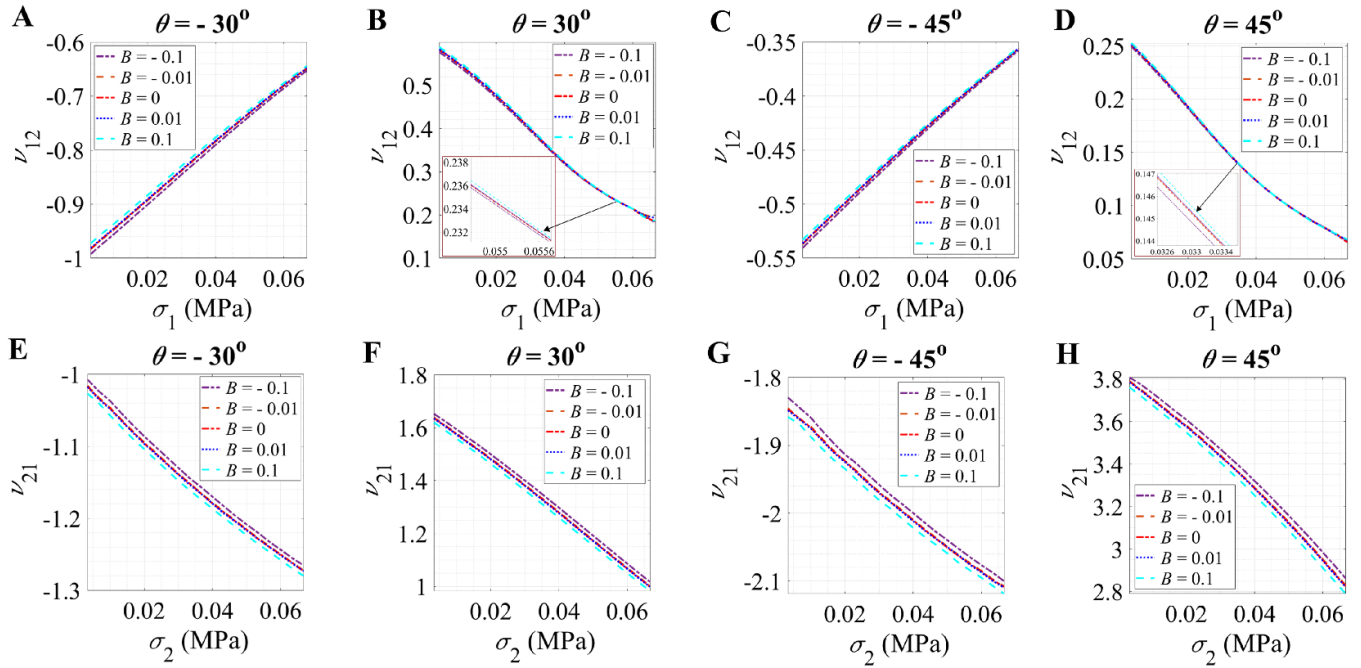 A
θ = - 30°
B = - 0.1
B = - 0.01
B = 0
B = 0.01
B = 0.1
-0.6
-0.7
-0.8
-0.9
-1
ν12
0.02
0.04
0.06
σ1 (MPa)
B
θ = 30°
B = - 0.1
B = - 0.01
B = 0
B = 0.01
B = 0.1
0.5
0.4
0.3
0.2
0.1
ν12
0.238
0.236
0.234
0.232
0.055
0.0556
0.02
0.04
0.06
σ1 (MPa)
C
θ = - 45°
-0.35
-0.4
-0.45
-0.5
-0.55
ν12
B = - 0.1
B = - 0.01
B = 0
B = 0.01
B = 0.1
0.02
0.04
0.06
σ1 (MPa)
D
θ = 45°
B = - 0.1
B = - 0.01
B = 0
B = 0.01
B = 0.1
0.25
0.2
0.15
0.1
0.05
ν12
0.147
0.146
0.145
0.144
0.0326
0.033
0.0334
0.02
0.04
0.06
σ1 (MPa)
E
θ = - 30°
B = - 0.1
B = - 0.01
B = 0
B = 0.01
B = 0.1
-1
-1.1
-1.2
-1.3
ν21
0.02
0.04
0.06
σ2 (MPa)
F
θ = 30°
B = - 0.1
B = - 0.01
B = 0
B = 0.01
B = 0.1
1.8
1.6
1.4
1.2
1
ν21
0.02
0.04
0.06
σ2 (MPa)
G
θ = - 45°
B = - 0.1
B = - 0.01
B = 0
B = 0.01
B = 0.1
-1.8
-1.9
-2
-2.1
ν21
0.02
0.04
0.06
σ2 (MPa)
H
θ = 45°
3.8
3.6
3.4
3.2
3
2.8
ν21
B = - 0.1
B = - 0.01
B = 0
B = 0.01
B = 0.1
0.02
0.04
0.06
σ2 (MPa)